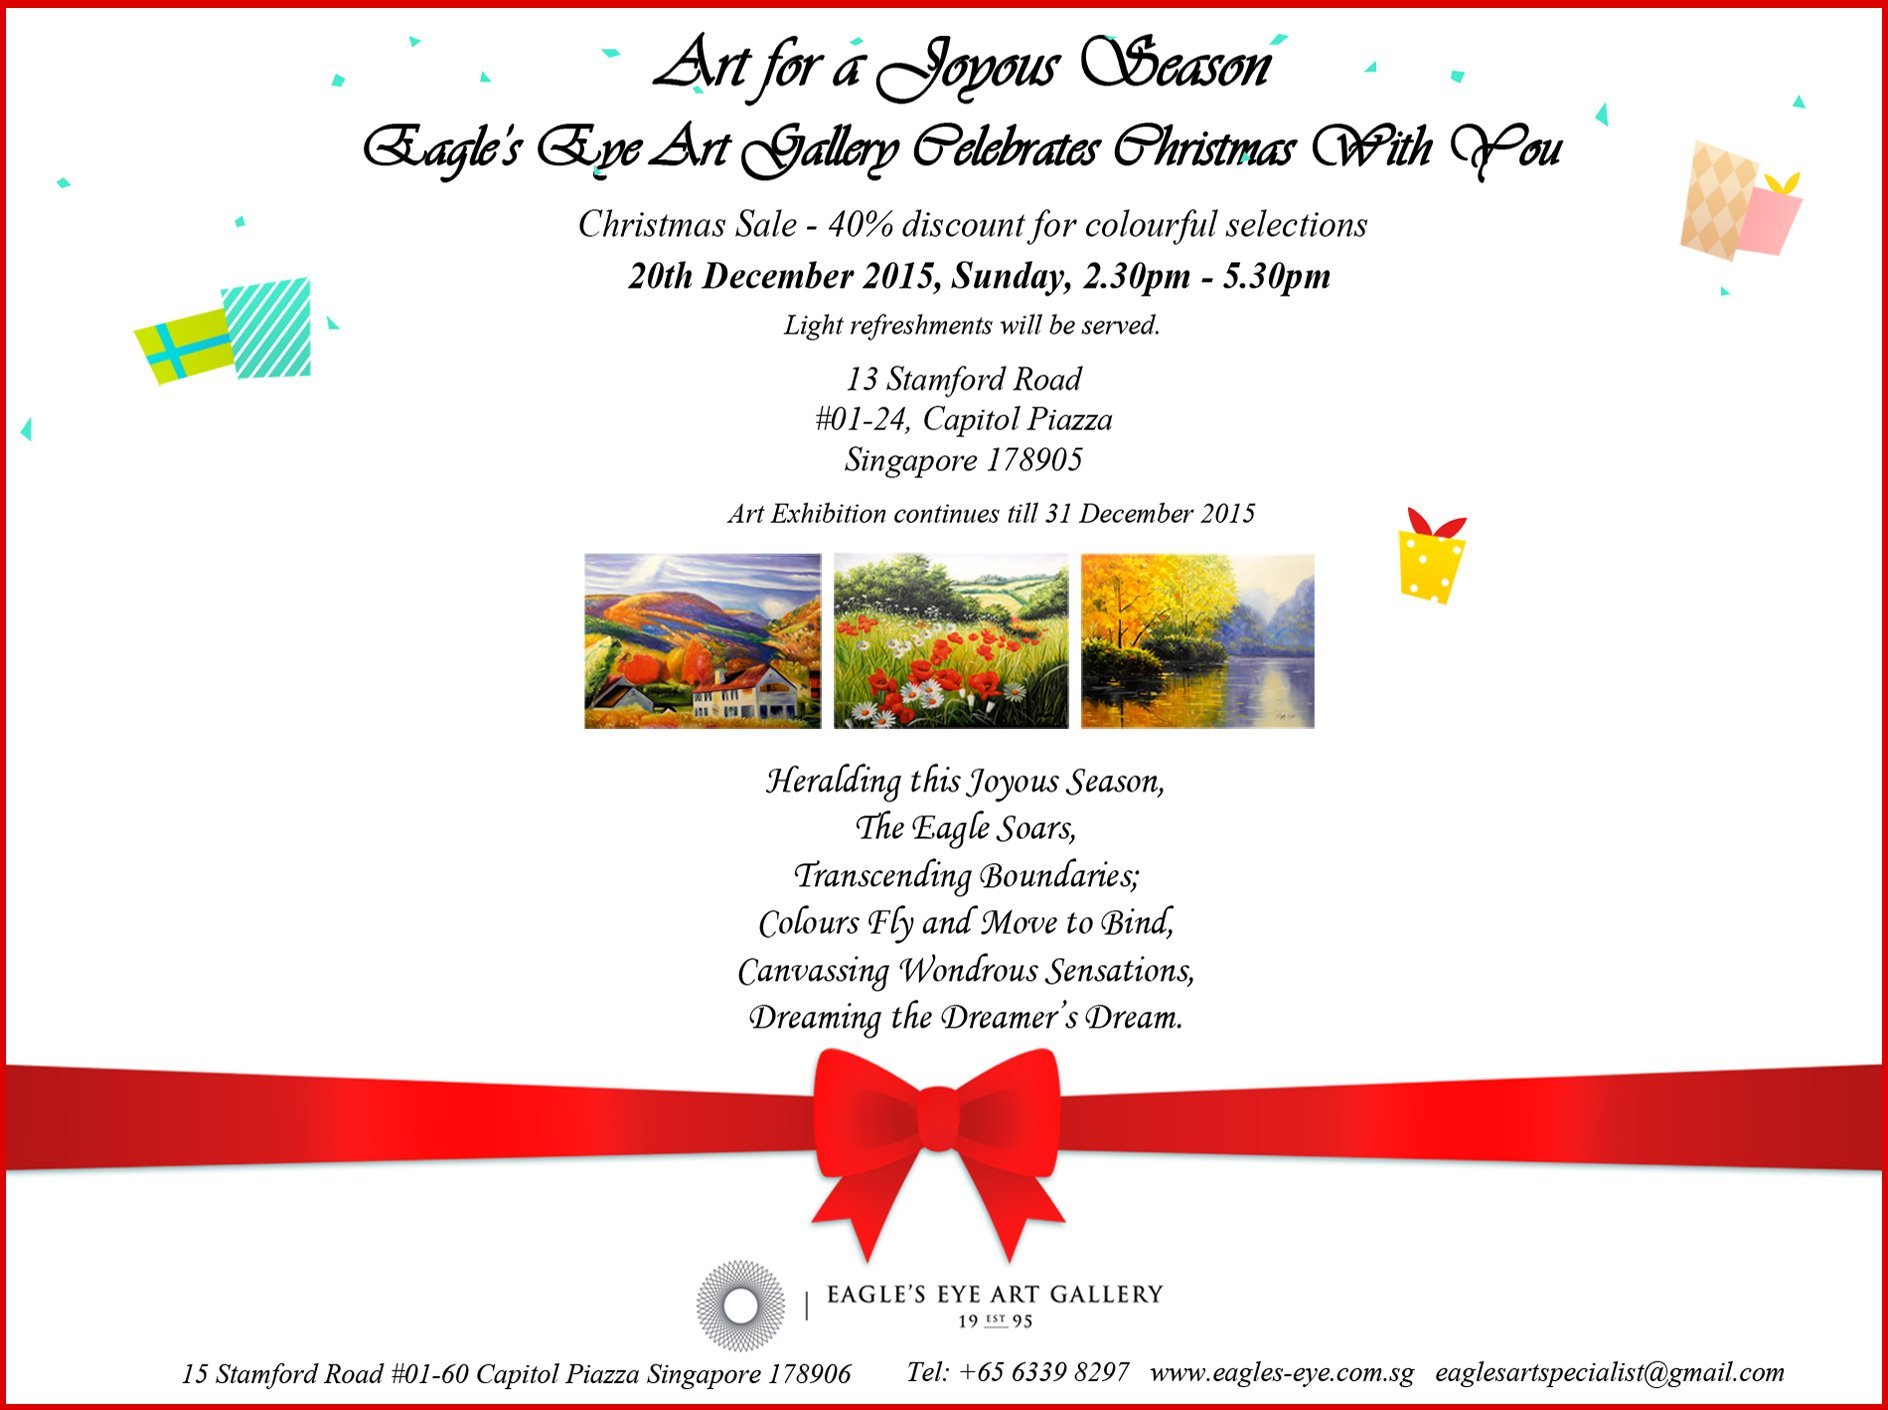 Art for a Joyous Season
Eagle's Eye Art Gallery Celebrates Christmas With You
Christmas Sale - 40% discount for colourful selections
20th December 2015, Sunday, 2.30pm - 5.30pm
Light refreshments will be served.
13 Stamford Road
#01-24, Capitol Piazza
Singapore 178905
Art Exhibition continues till 31 December 2015
Heralding this Joyous Season,
The Eagle Soars,
Transcending Boundaries;
Colours Fly and Move to Bind,
Canvassing Wondrous Sensations,
Dreaming the Dreamer’s Dream.
EAGLE’S EYE ART GALLERY
19 EST 95
15 Stamford Road #01-60 Capitol Piazza Singapore 178906 Tel: +65 6339 8297 www.eagles-eye.com.sg eaglesartspecialist@gmail.com